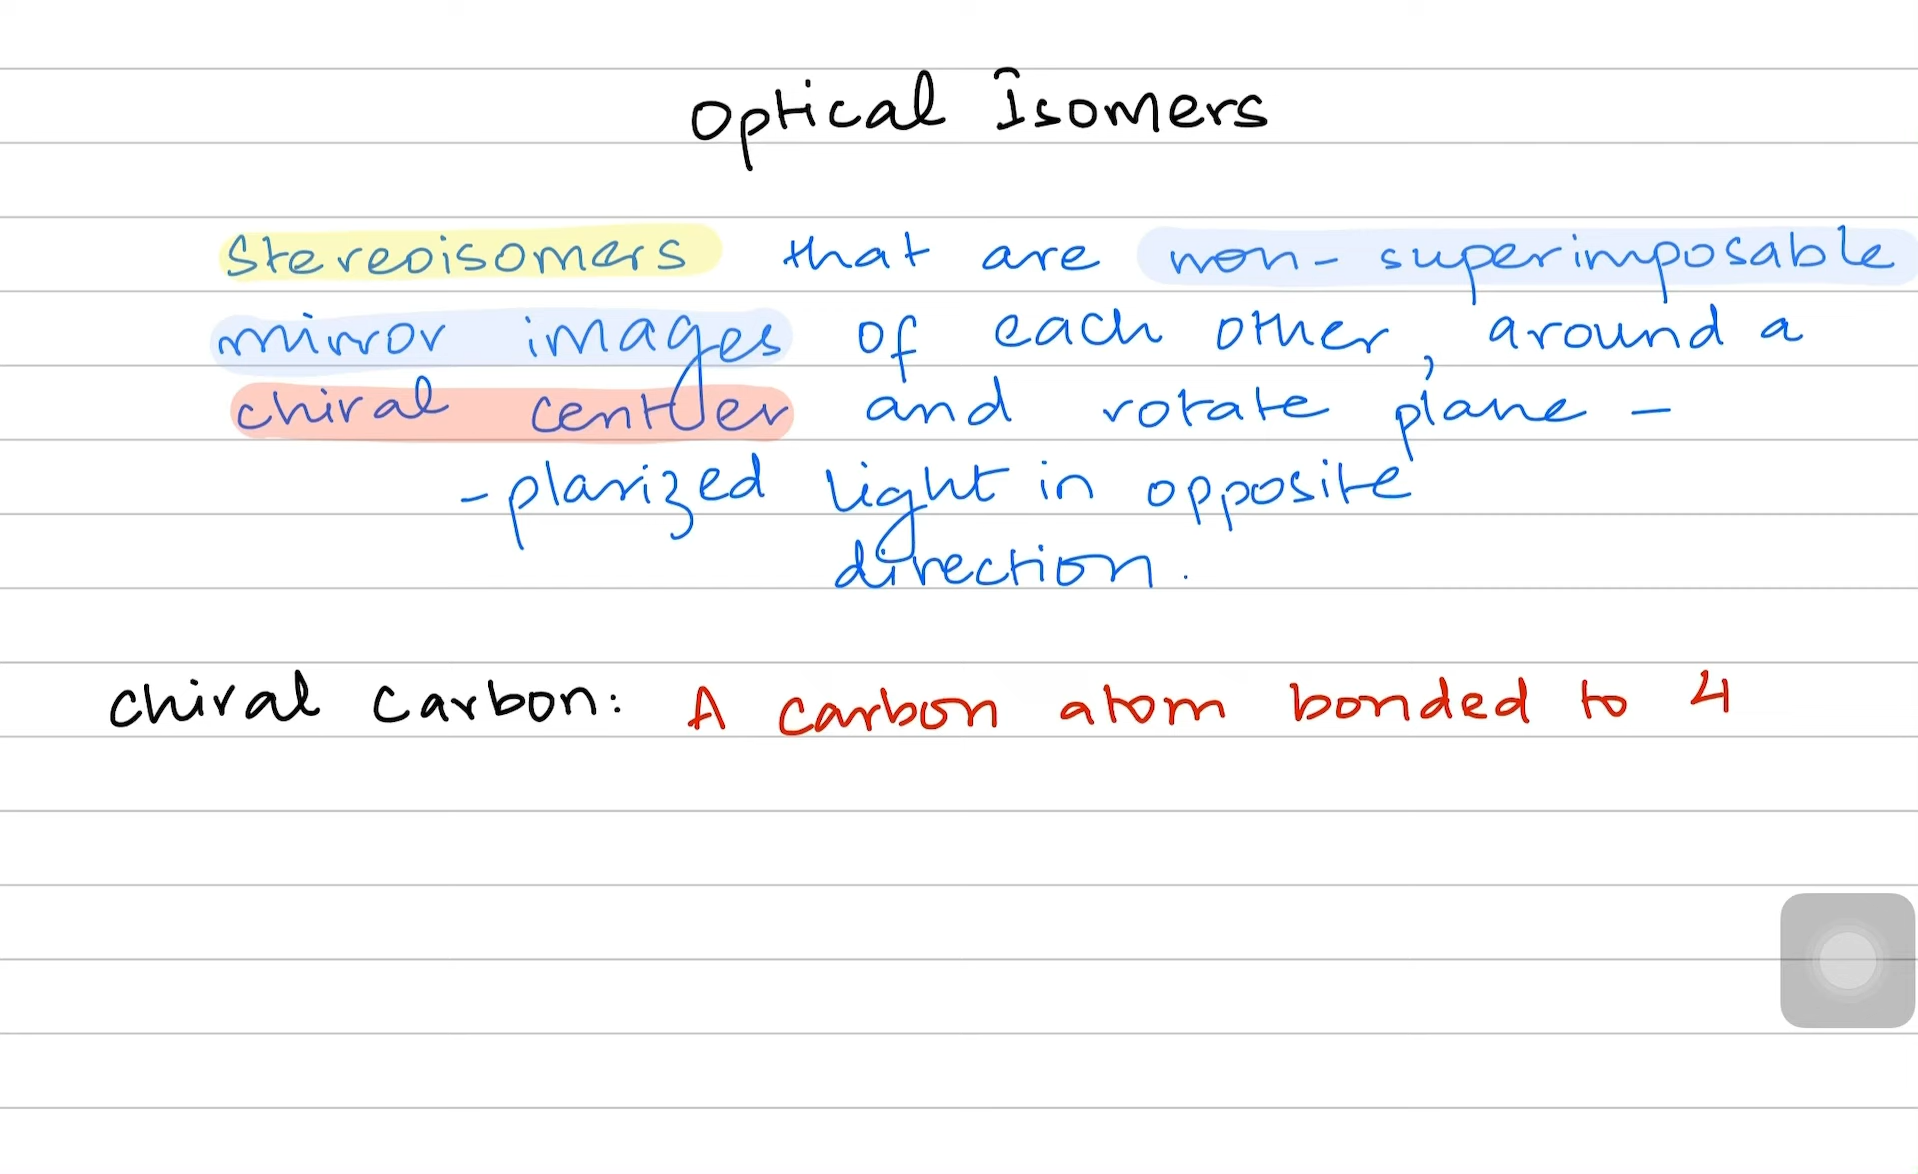 Optical Isomers
Stereoisomers that are non-superimposable
mirror images of each other, around a
chiral center and rotate plane-
-plarized light in opposite
direction.
Chiral Carbon: A carbon atom bonded to 4